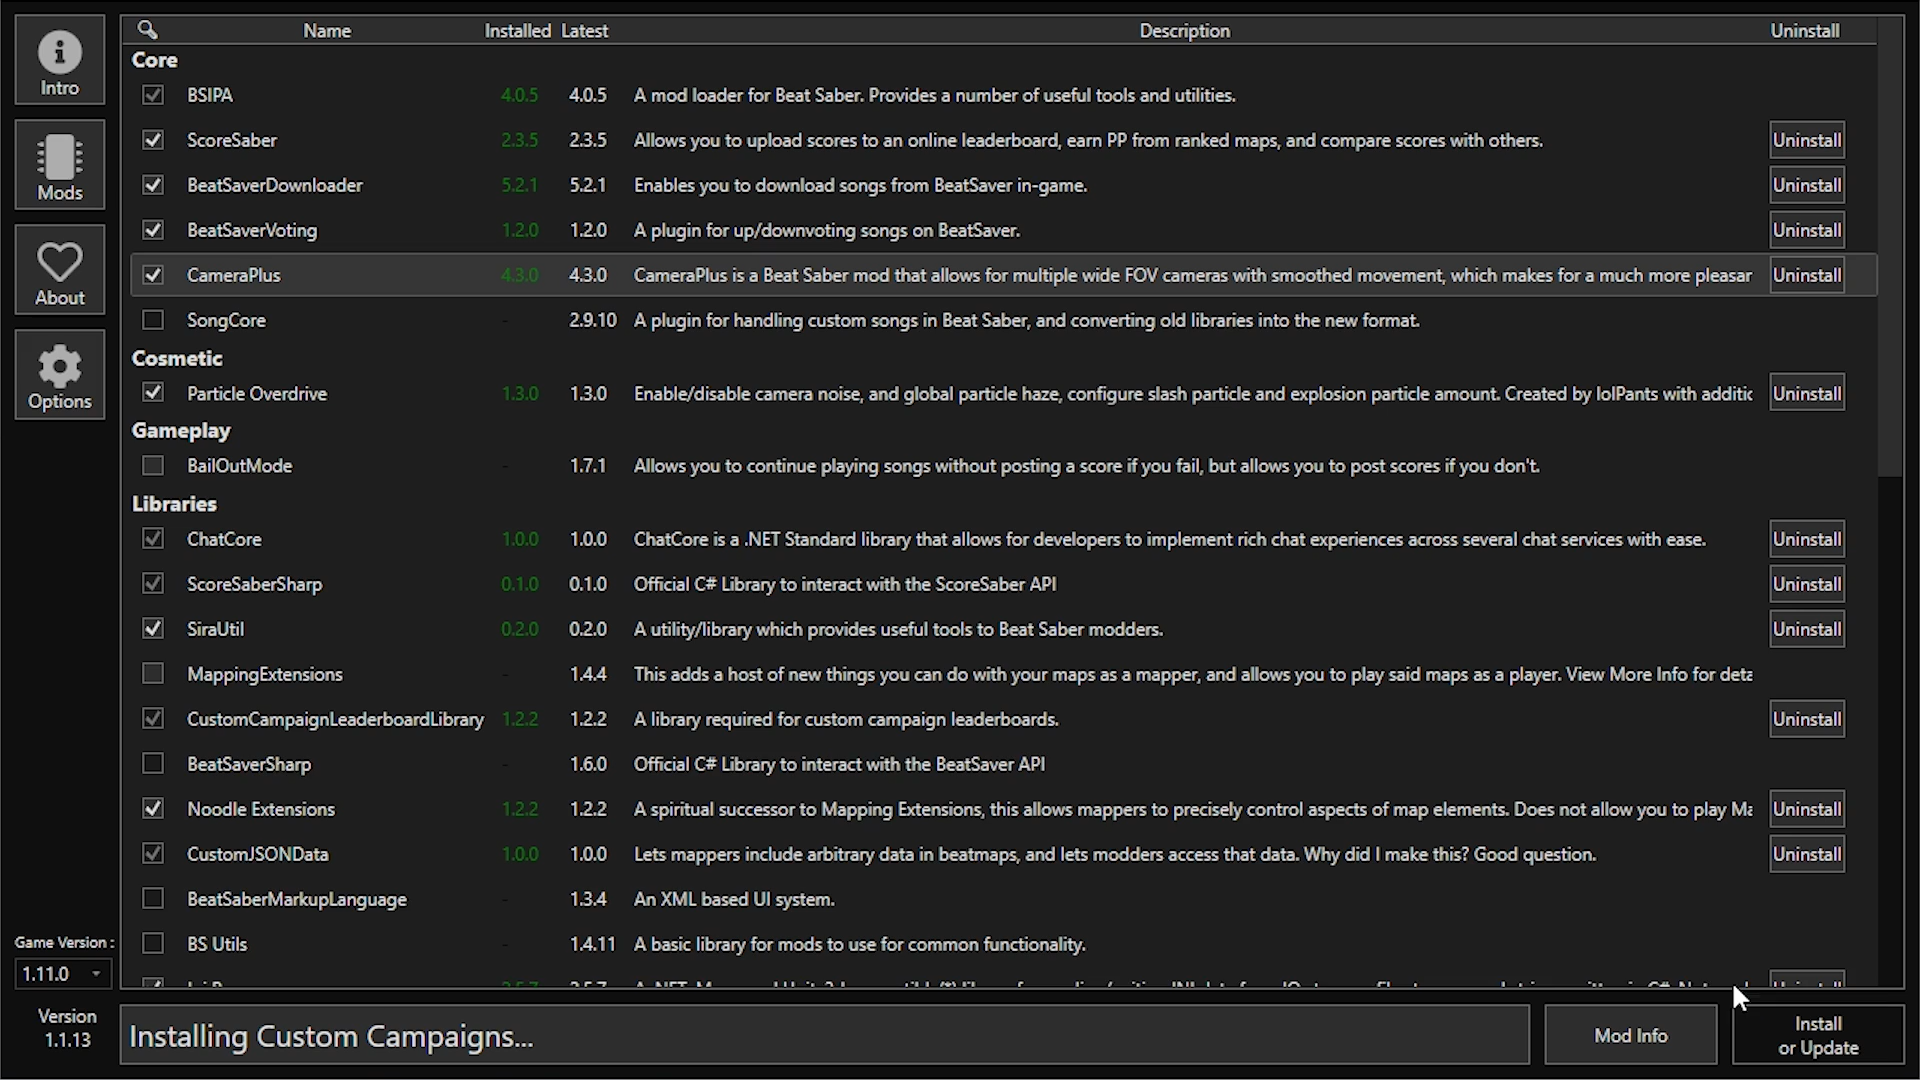 Intro
Mods
About
Options
Game Version :
1.11.0
Version
1.1.13
Name Installed Latest Description Uninstall
Core
BSIPA 4.0.5 4.0.5 A mod loader for Beat Saber. Provides a number of useful tools and utilities.
ScoreSaber 2.3.5 2.3.5 Allows you to upload scores to an online leaderboard, earn PP from ranked maps, and compare scores with others. Uninstall
BeatSaverDownloader 5.2.1 5.2.1 Enables you to download songs from BeatSaver in-game. Uninstall
BeatSaverVoting 1.2.0 1.2.0 A plugin for up/downvoting songs on BeatSaver. Uninstall
CameraPlus 4.3.0 4.3.0 CameraPlus is a Beat Saber mod that allows for multiple wide FOV cameras with smoothed movement, which makes for a much more pleasar Uninstall
SongCore - 2.9.10 A plugin for handling custom songs in Beat Saber, and converting old libraries into the new format.
Cosmetic
Particle Overdrive 1.3.0 1.3.0 Enable/disable camera noise, and global particle haze, configure slash particle and explosion particle amount. Created by lolPants with additic Uninstall
Gameplay
BailOutMode - 1.7.1 Allows you to continue playing songs without posting a score if you fail, but allows you to post scores if you don't.
Libraries
ChatCore 1.0.0 1.0.0 ChatCore is a .NET Standard library that allows for developers to implement rich chat experiences across several chat services with ease. Uninstall
ScoreSaberSharp 0.1.0 0.1.0 Official C# Library to interact with the ScoreSaber API Uninstall
SiraUtil 0.2.0 0.2.0 A utility/library which provides useful tools to Beat Saber modders. Uninstall
MappingExtensions - 1.4.4 This adds a host of new things you can do with your maps as a mapper, and allows you to play said maps as a player. View More Info for deta
CustomCampaignLeaderboardLibrary 1.2.2 1.2.2 A library required for custom campaign leaderboards. Uninstall
BeatSaverSharp - 1.6.0 Official C# Library to interact with the BeatSaver API
Noodle Extensions 1.2.2 1.2.2 A spiritual successor to Mapping Extensions, this allows mappers to precisely control aspects of map elements. Does not allow you to play Ma Uninstall
CustomJSONData 1.0.0 1.0.0 Lets mappers include arbitrary data in beatmaps, and lets modders access that data. Why did I make this? Good question. Uninstall
BeatSaberMarkupLanguage - 1.3.4 An XML based UI system.
BS Utils - 1.4.11 A basic library for mods to use for common functionality.
Installing Custom Campaigns...
Mod Info
Install
or Update